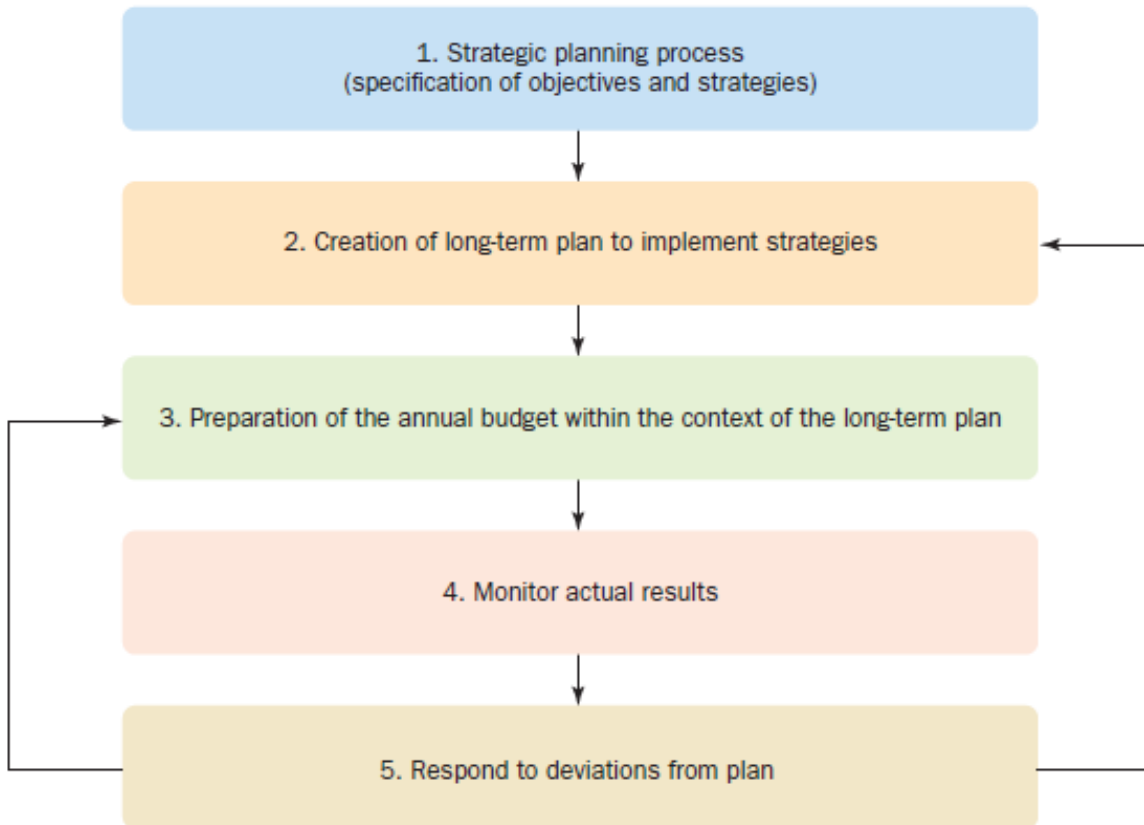 1. Strategic planning process
(specification of objectives and strategies)
2. Creation of long-term plan to implement strategies
3. Preparation of the annual budget within the context of the long-term plan
4. Monitor actual results
5. Respond to deviations from plan